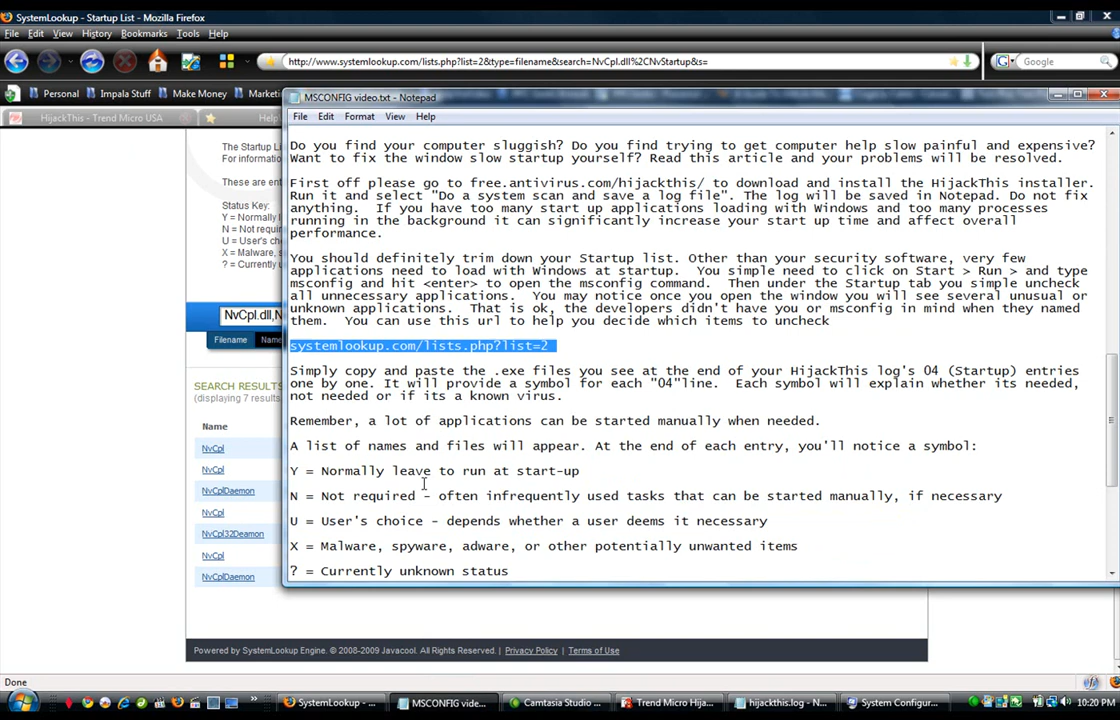 SystemLookup - Startup List - Mozilla Firefox
File Edit View History Bookmarks Tools Help
http://www.systemlookup.com/lists.php?list=2&type=filename&search=NvCpl.dll%2CNvStartup&s=
Google
Personal Impala Stuff Make Money Marketi
HijackThis - Trend Micro USA
Help
MSCONFIG video.txt - Notepad
File Edit Format View Help
The Startup Li
For information
These are ent
Status Key:
Y = Normally l
N = Not requir
U = User's cho
X = Malware, s
? = Currently u
NvCpl.dll,N
Filename Name
SEARCH RESULTS
(displaying 7 results,
Name
NvCpl
NvCpl
NvCplDaemon
NvCpl
NvCpl32Deamon
NvCpl
NvCplDaemon
Do you find your computer sluggish? Do you find trying to get computer help slow painful and expensive?
Want to fix the window slow startup yourself? Read this article and your problems will be resolved.
First off please go to free.antivirus.com/hijackthis/ to download and install the HijackThis installer.
Run it and select "Do a system scan and save a log file". The log will be saved in Notepad. Do not fix
anything.  If you have too many start up applications loading with Windows and too many processes
running in the background it can significantly increase your start up time and affect overall
performance.
You should definitely trim down your Startup list. Other than your security software, very few
applications need to load with Windows at startup.  You simple need to click on Start > Run > and type
msconfig and hit <enter> to open the msconfig command.  Then under the Startup tab you simple uncheck
all unnecessary applications.  You may notice once you open the window you will see several unusual or
unknown applications.  That is ok, the developers didn't have you or msconfig in mind when they named
them.  You can use this url to help you decide which items to uncheck
systemlookup.com/lists.php?list=2
Simply copy and paste the .exe files you see at the end of your HijackThis log's O4 (Startup) entries
one by one. It will provide a symbol for each "04"line.  Each symbol will explain whether its needed,
not needed or if its a known virus.
Remember, a lot of applications can be started manually when needed.
A list of names and files will appear. At the end of each entry, you'll notice a symbol:
Y = Normally leave to run at start-up
N = Not required - often infrequently used tasks that can be started manually, if necessary
U = User's choice - depends whether a user deems it necessary
X = Malware, spyware, adware, or other potentially unwanted items
? = Currently unknown status
Powered by SystemLookup Engine. © 2008-2009 Javacool. All Rights Reserved. | Privacy Policy | Terms of Use
Done
SystemLookup - ... MSCONFIG vide... Camtasia Studio ... Trend Micro Hija... hijackthis.log - N... System Configur... 10:20 PM